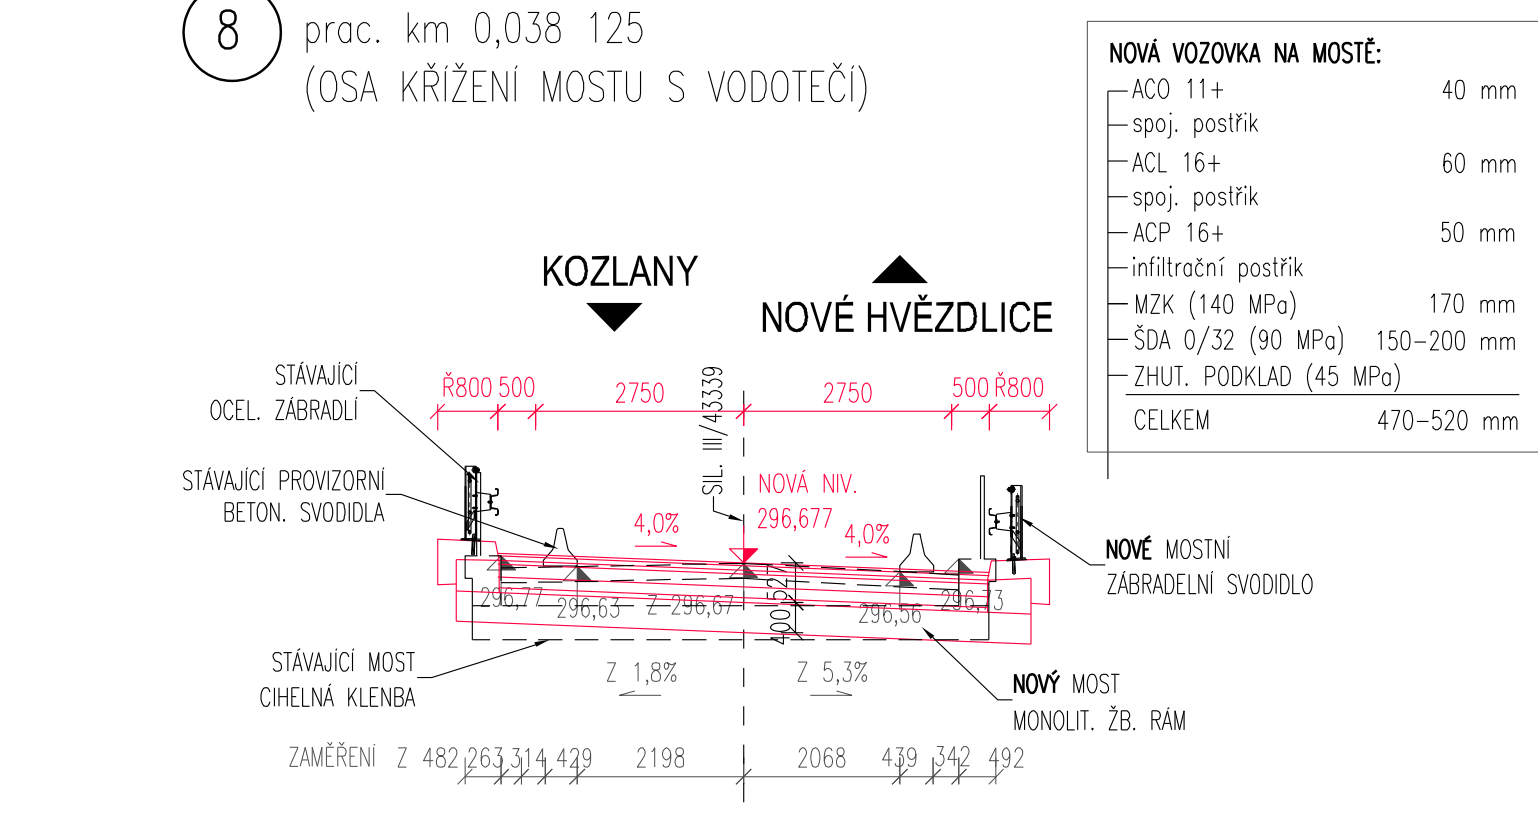 8
prac. km 0,038 125
(OSA KŘÍŽENÍ MOSTU S VODOTEČÍ)
NOVÁ VOZOVKA NA MOSTĚ:
ACO 11+ 40 mm
spoj. postřik
ACL 16+ 60 mm
spoj. postřik
ACP 16+ 50 mm
infiltrační postřik
MZK (140 MPa) 170 mm
ŠDA 0/32 (90 MPa) 150-200 mm
ZHUT. PODKLAD (45 MPa)
CELKEM 470-520 mm
KOZLANY
NOVÉ HVĚZDLICE
STÁVAJÍCÍ
OCEL. ZÁBRADLÍ
Ř800 500 2750 2750 500 Ř800
SIL. III/43339
STÁVAJÍCÍ PROVIZORNÍ
BETON. SVODIDLA
NOVÁ NIV.
296,677
4,0%
4,0%
NOVÉ MOSTNÍ
ZÁBRADELNÍ SVODIDLO
296,77 296,63 Z 296,67 296,56 296,73
527
400
STÁVAJÍCÍ MOST
CIHELNÁ KLENBA
Z 1,8% Z 5,3%
NOVÝ MOST
MONOLIT. ŽB. RÁM
ZAMĚŘENÍ Z 482 263 314 429 2198 2068 439 342 492